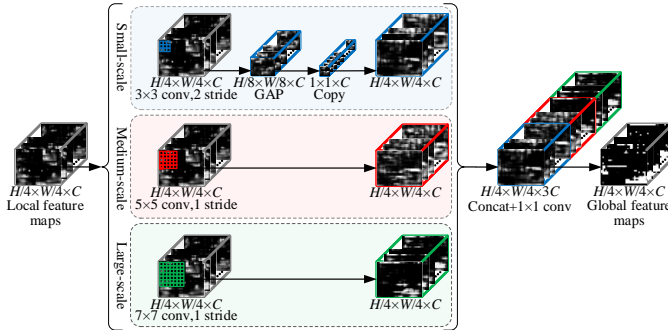 Small-scale
H/4×W/4×C
H/8×W/8×C
1×1×C
H/4×W/4×C
3×3 conv,2 stride
GAP
Copy
Medium-scale
H/4×W/4×C
H/4×W/4×C
5×5 conv,1 stride
H/4×W/4×C
Local feature
maps
H/4×W/4×3C
Concat+1×1 conv
H/4×W/4×C
Global feature
maps
Large-scale
H/4×W/4×C
H/4×W/4×C
7×7 conv,1 stride